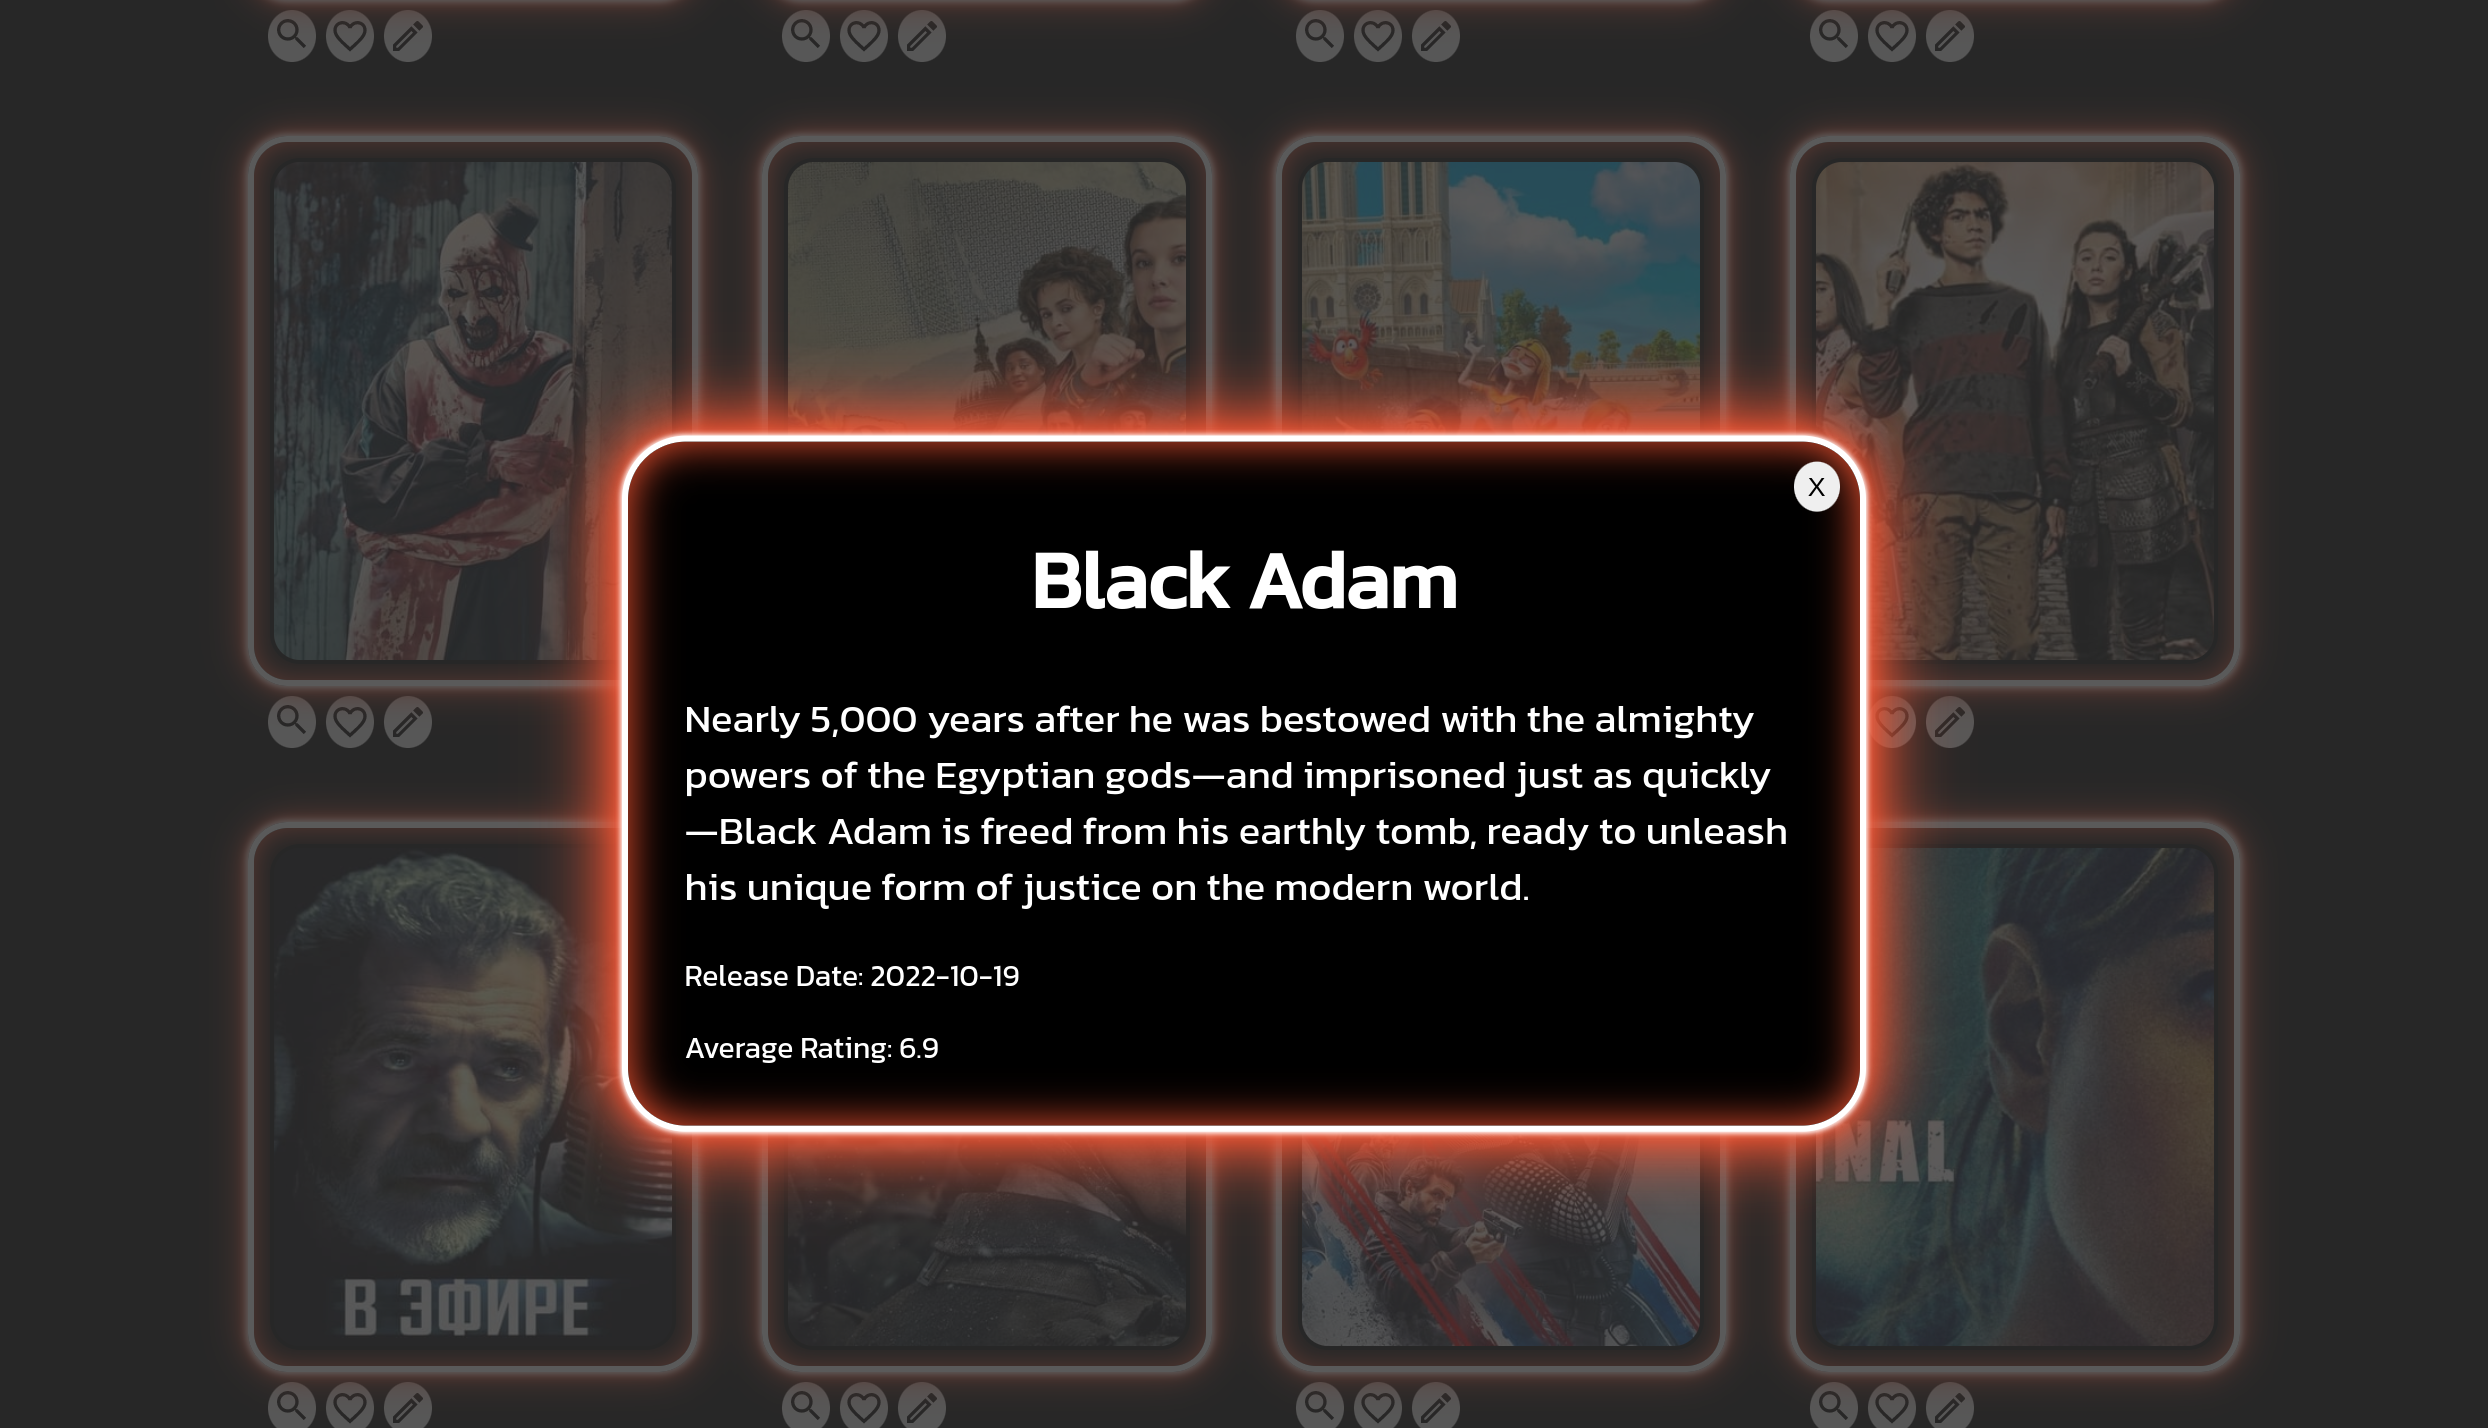 X
Black Adam
Nearly 5,000 years after he was bestowed with the almighty
powers of the Egyptian gods—and imprisoned just as quickly
—Black Adam is freed from his earthly tomb, ready to unleash
his unique form of justice on the modern world.
Release Date: 2022-10-19
Average Rating: 6.9
NAL
В ЭФИРЕ